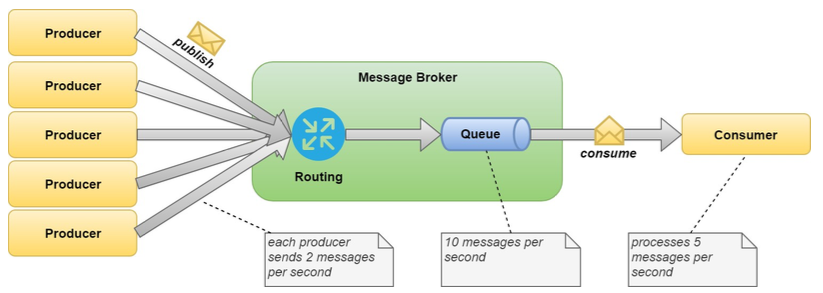 Producer
publish
Producer
Producer
Producer
Producer
Message Broker
Routing
Queue
consume
Consumer
each producer
sends 2 messages
per second
10 messages per
second
processes 5
messages per
second